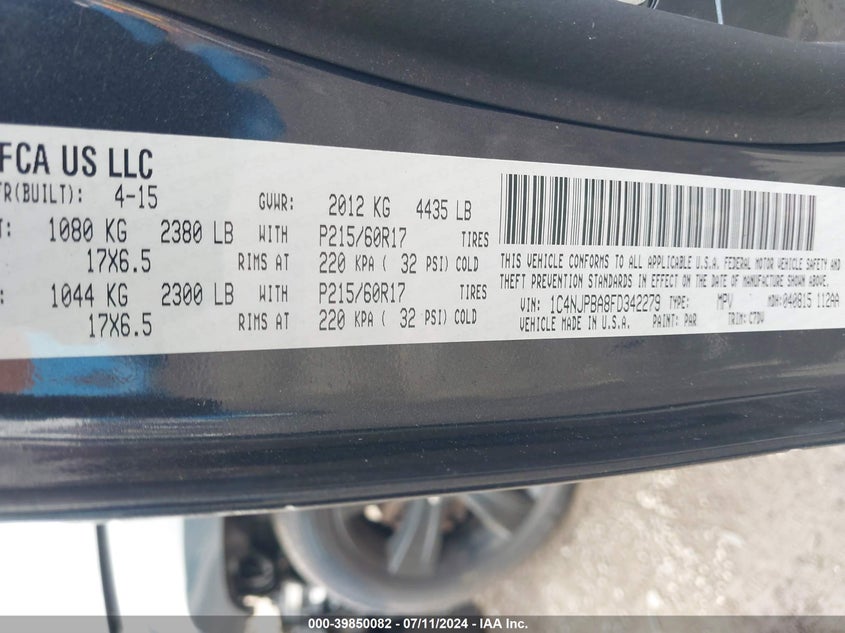 FCA US LLC
TR(BUILT): 4-15 GVWR: 2012 KG 4435 LB
T: 1080 KG 2380 LB WITH P215/60R17 TIRES
17X6.5 RIMS AT 220 KPA ( 32 PSI) COLD
: 1044 KG 2300 LB WITH P215/60R17 TIRES
17X6.5 RIMS AT 220 KPA ( 32 PSI) COLD
THIS VEHICLE CONFORMS TO ALL APPLICABLE U.S.A. FEDERAL MOTOR VEHICLE SAFETY AND
THEFT PREVENTION STANDARDS IN EFFECT ON THE DATE OF MANUFACTURE SHOWN ABOVE.
VIN: 1C4NJPBA8FD342279 TYPE: MPV MDH: 040815 112AA
VEHICLE MADE IN U.S.A. PAINT: PAR TRIM: C7DV
000-39850082 - 07/11/2024 - IAA Inc.